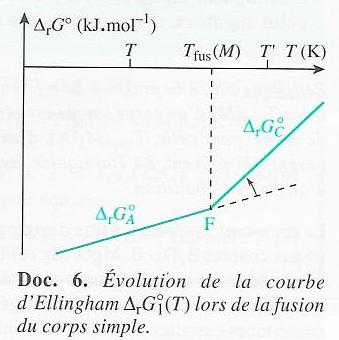 ΔrG° (kJ.mol⁻¹)
T Tfus(M) T' T (K)
ΔrG°C
ΔrG°A
F
Doc. 6. Évolution de la courbe
d'Ellingham ΔrG°1(T) lors de la fusion
du corps simple.